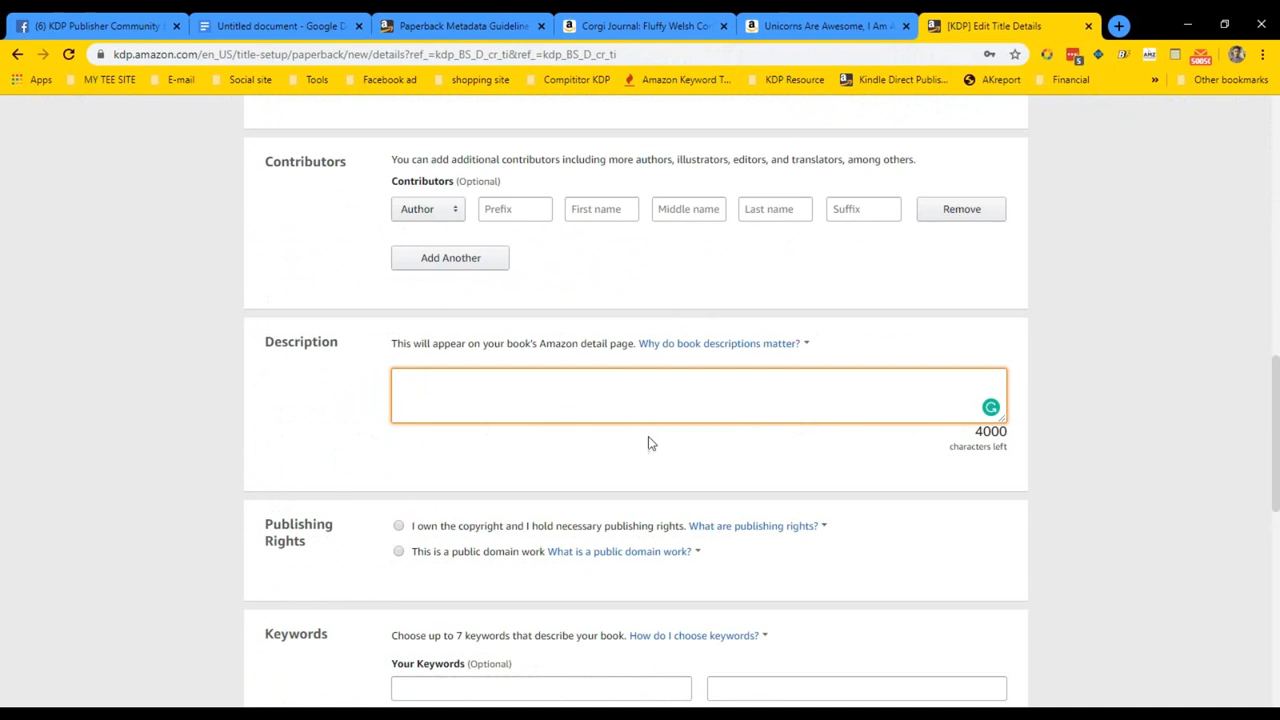 (6) KDP Publisher Community
Untitled document - Google D
Paperback Metadata Guideline
Corgi Journal: Fluffy Welsh Co
Unicorns Are Awesome, I Am A
[KDP] Edit Title Details
kdp.amazon.com/en_US/title-setup/paperback/new/details?ref_=kdp_BS_D_cr_ti&ref_=kdp_BS_D_cr_ti
Apps
MY TEE SITE
E-mail
Social site
Tools
Facebook ad
shopping site
Compititor KDP
Amazon Keyword T...
KDP Resource
Kindle Direct Publis...
AKreport
Financial
»
Other bookmarks
Contributors
You can add additional contributors including more authors, illustrators, editors, and translators, among others.
Contributors (Optional)
Author
Prefix
First name
Middle name
Last name
Suffix
Remove
Add Another
Description
This will appear on your book's Amazon detail page. Why do book descriptions matter?
4000
characters left
Publishing
Rights
I own the copyright and I hold necessary publishing rights. What are publishing rights?
This is a public domain work What is a public domain work?
Keywords
Choose up to 7 keywords that describe your book. How do I choose keywords?
Your Keywords (Optional)